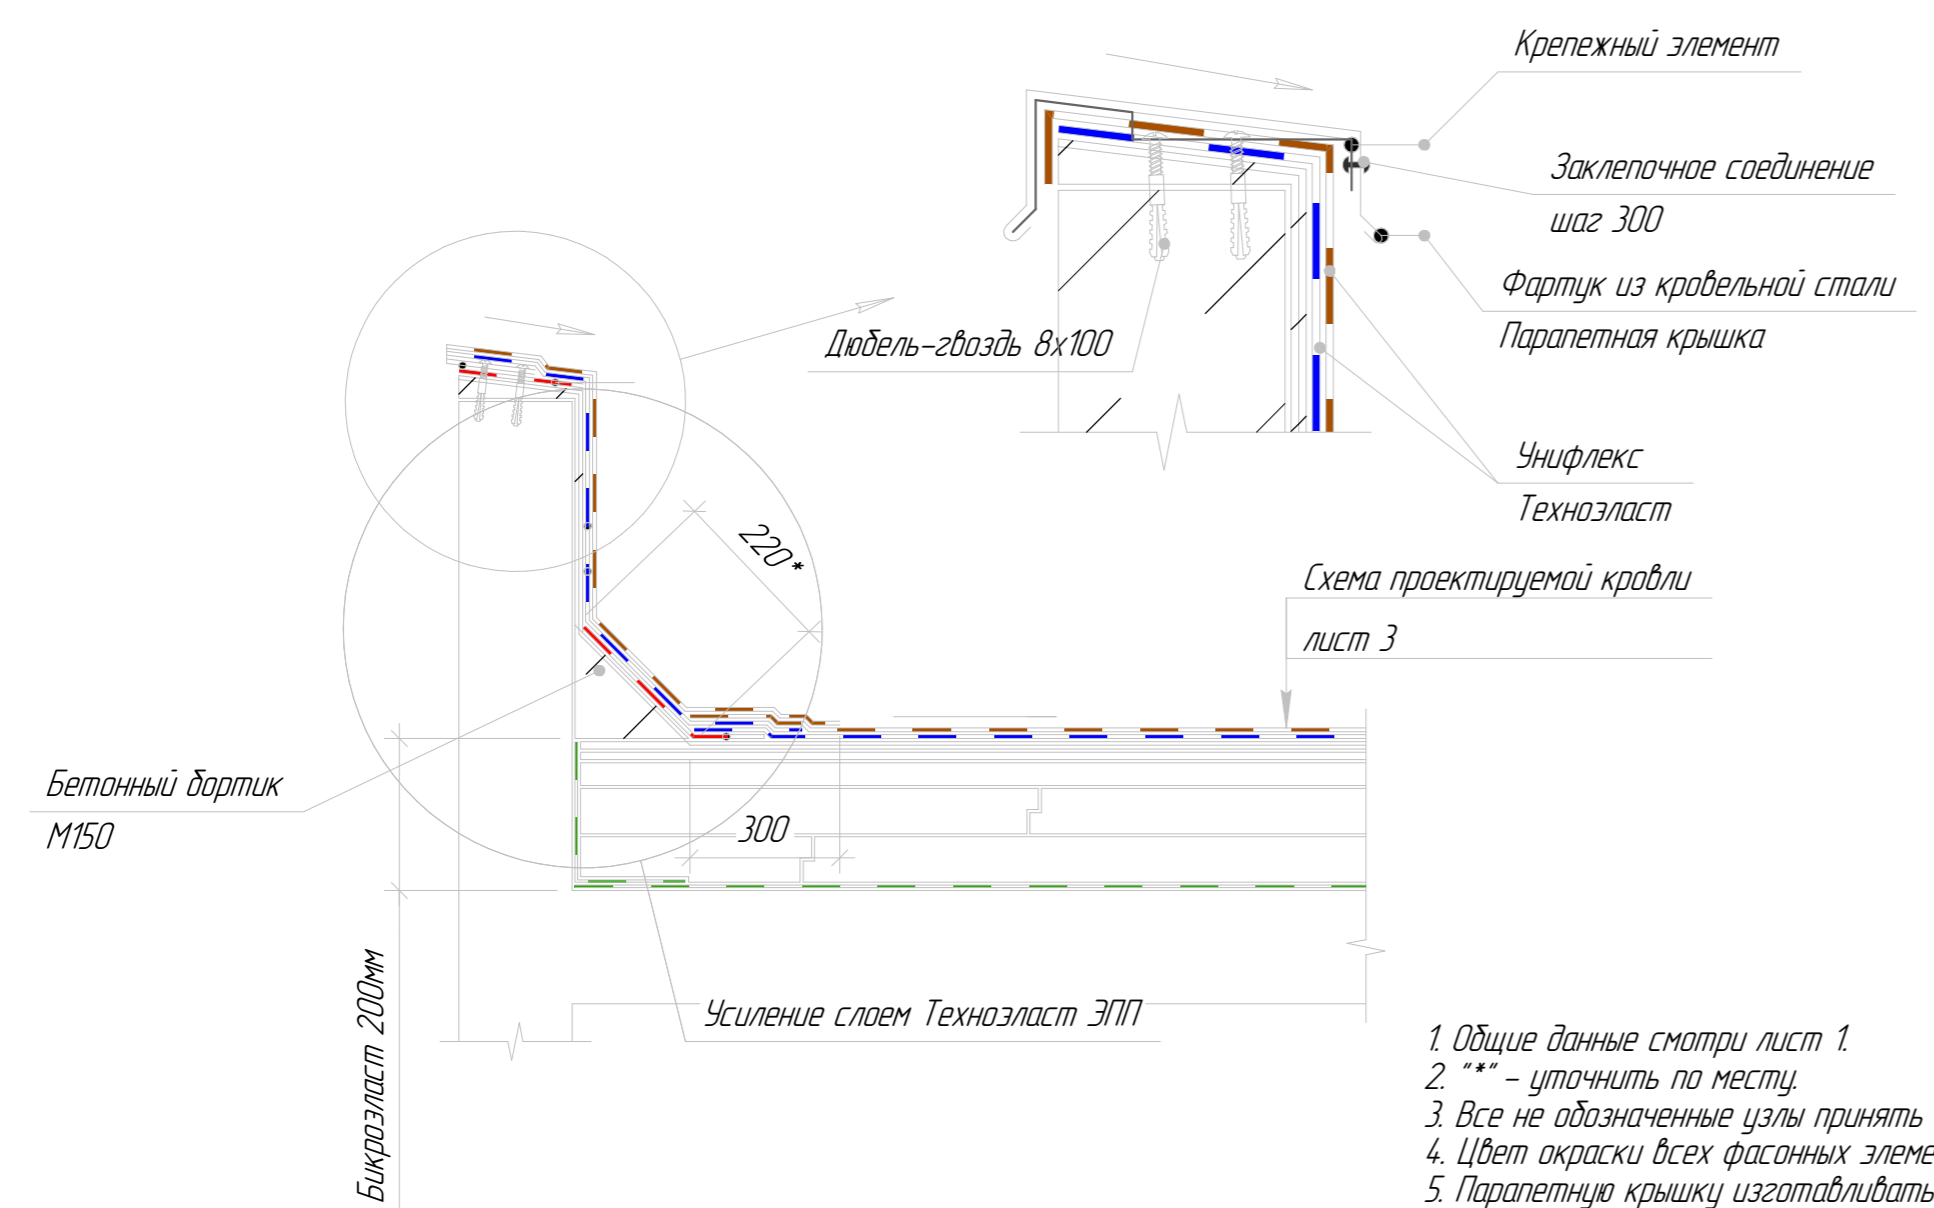 Крепежный элемент
Заклепочное соединение
шаг 300
Фартук из кровельной стали
Парапетная крышка
Дюбель-гвоздь 8х100
Унифлекс
Техноэласт
220*
Схема проектируемой кровли
лист 3
Бетонный бортик
М150
300
Бикроэласт 200мм
Усиление слоем Техноэласт ЭПП
1. Общие данные смотри лист 1.
2. "*" - уточнить по месту.
3. Все не обозначенные узлы принять
4. Цвет окраски всех фасонных элеме
5. Парапетную крышку изготавливать